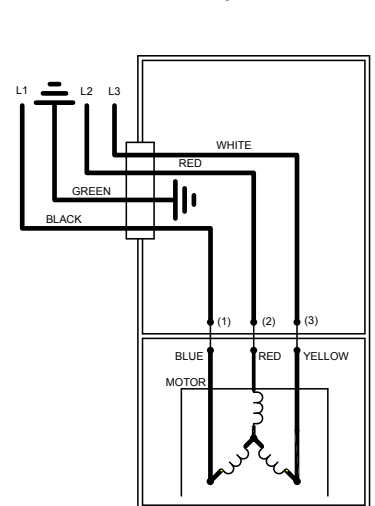 L1 L2 L3
WHITE
RED
GREEN
BLACK
(1) (2) (3)
BLUE RED YELLOW
MOTOR